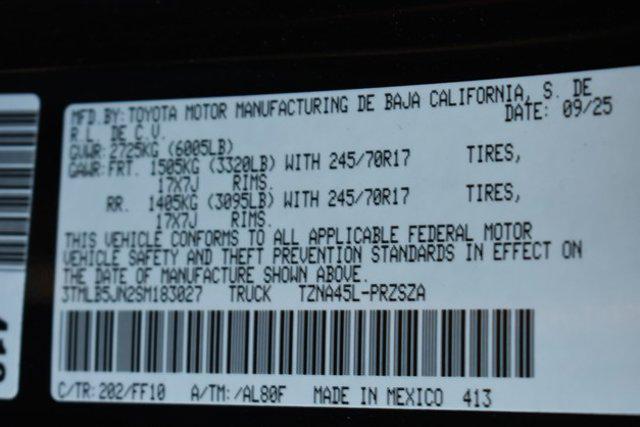 MFD.BY: TOYOTA MOTOR MANUFACTURING DE BAJA CALIFORNIA, S. DE
R.L. DE C.V. DATE: 09/25
GVWR: 2725KG (6005LB)
GAWR: FRT. 1505KG (3320LB) WITH 245/70R17 TIRES,
17X7J RIMS.
RR. 1405KG (3095LB) WITH 245/70R17 TIRES,
17X7J RIMS.
THIS VEHICLE CONFORMS TO ALL APPLICABLE FEDERAL MOTOR
VEHICLE SAFETY AND THEFT PREVENTION STANDARDS IN EFFECT ON
THE DATE OF MANUFACTURE SHOWN ABOVE.
3TMLB5JN2SM183027 TRUCK TZNA45L-PRZSZA
C/TR: 202/FF10 A/TM: /AL80F MADE IN MEXICO 413